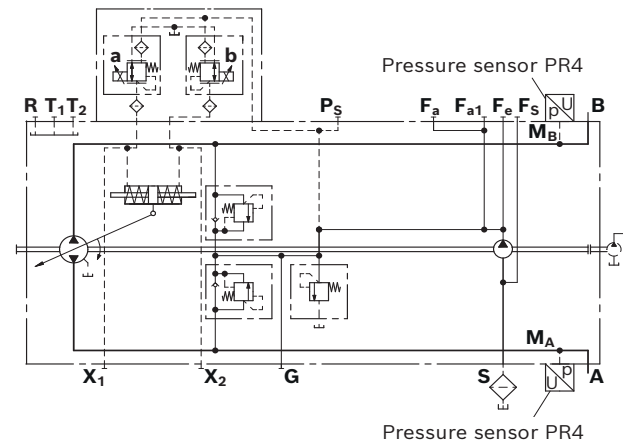 a b
Pressure sensor PR4
R T1 T2 PS Fa Fa1 Fe FS p U B
MB
MA
X1 X2 G S U p A
Pressure sensor PR4